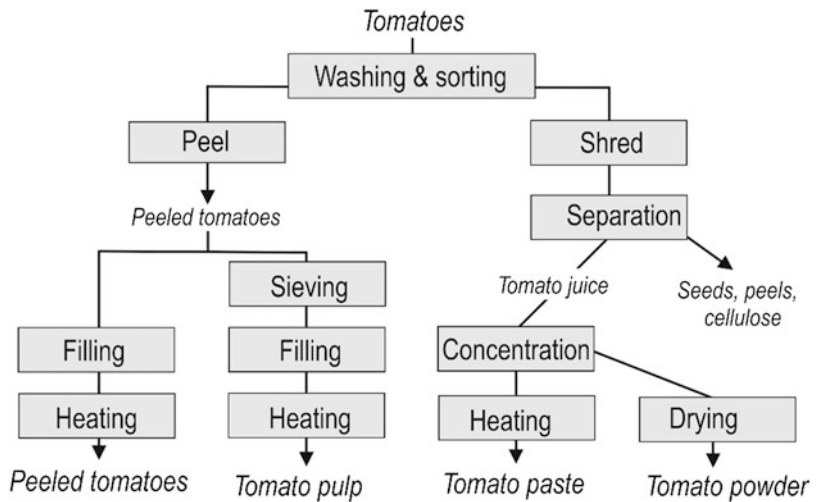 Tomatoes
Washing & sorting
Peel
Shred
Peeled tomatoes
Separation
Sieving
Tomato juice
Seeds, peels,
cellulose
Filling
Filling
Concentration
Heating
Heating
Heating
Drying
Peeled tomatoes
Tomato pulp
Tomato paste
Tomato powder